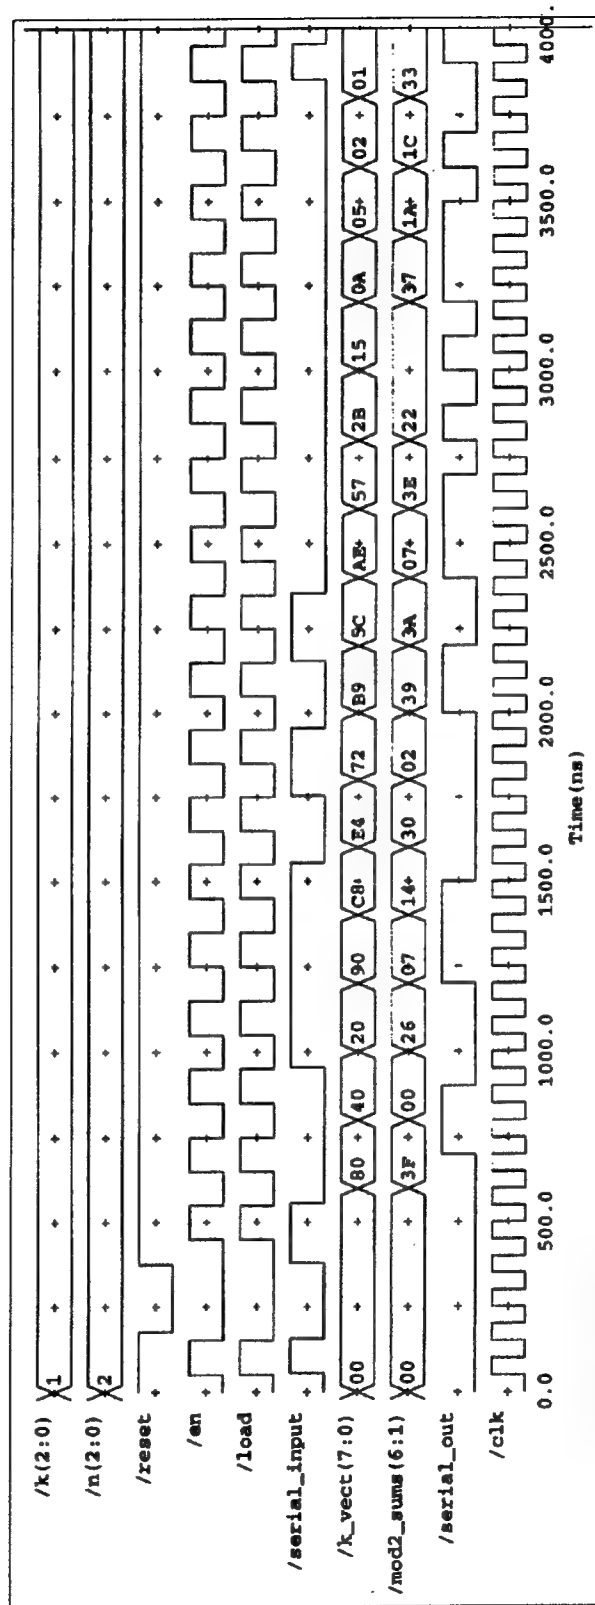 /k(2:0) 1
/n(2:0) 2
/reset
/en
/load
/serial_input
/k_vect(7:0) 00 80 40 20 90 C8 E4 72 B9 5C AE 57 2B 15 0A 05 02 01
/mod2_sums(6:1) 00 3F 00 26 07 14 30 02 39 3A 07 3E 22 37 1A 1C 33
/serial_out
/clk
0.0 500.0 1000.0 1500.0 2000.0 2500.0 3000.0 3500.0 4000.
Time(ns)